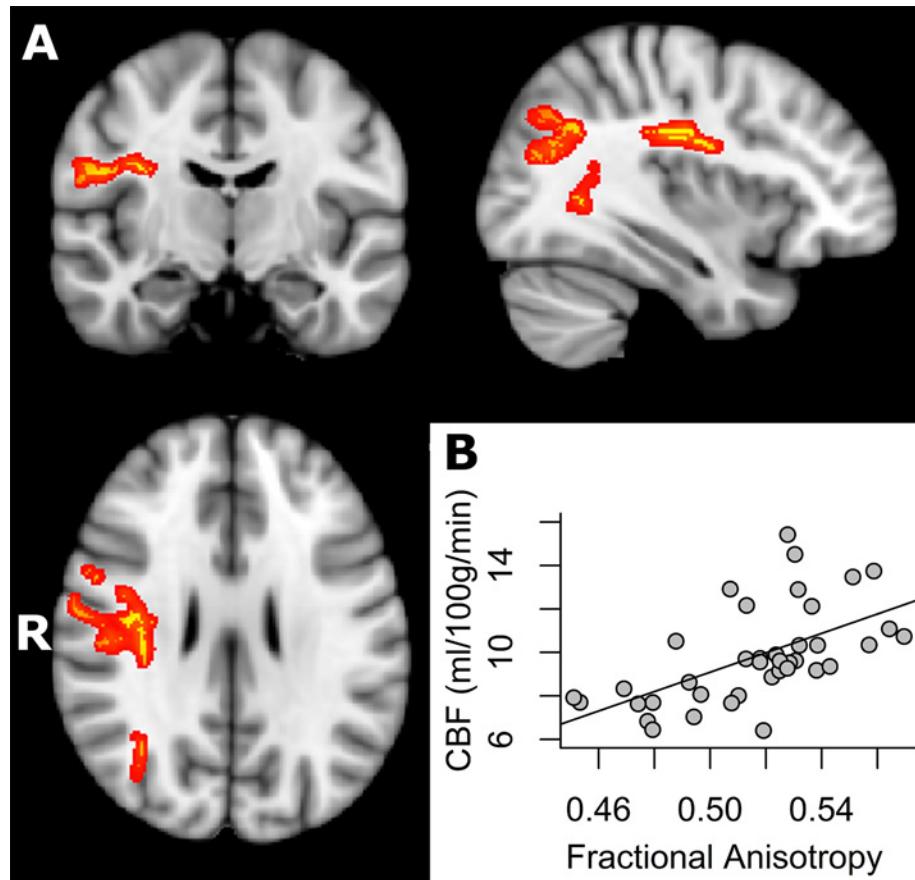 A
R
B
CBF (ml/100g/min)
14
10
6
0.46 0.50 0.54
Fractional Anisotropy